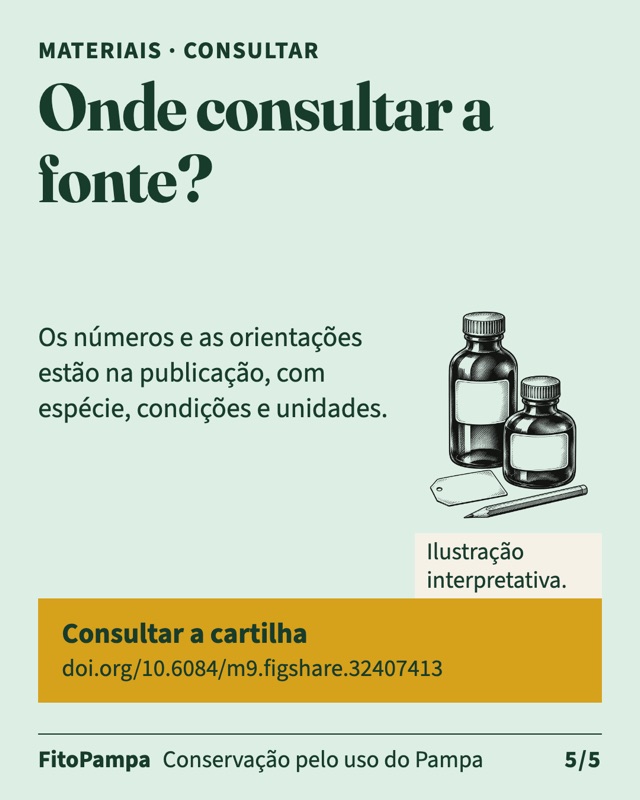 MATERIAIS · CONSULTAR
Onde consultar a
fonte?
Os números e as orientações
estão na publicação, com
espécie, condições e unidades.
Ilustração
interpretativa.
Consultar a cartilha
doi.org/10.6084/m9.figshare.32407413
FitoPampa Conservação pelo uso do Pampa 5/5